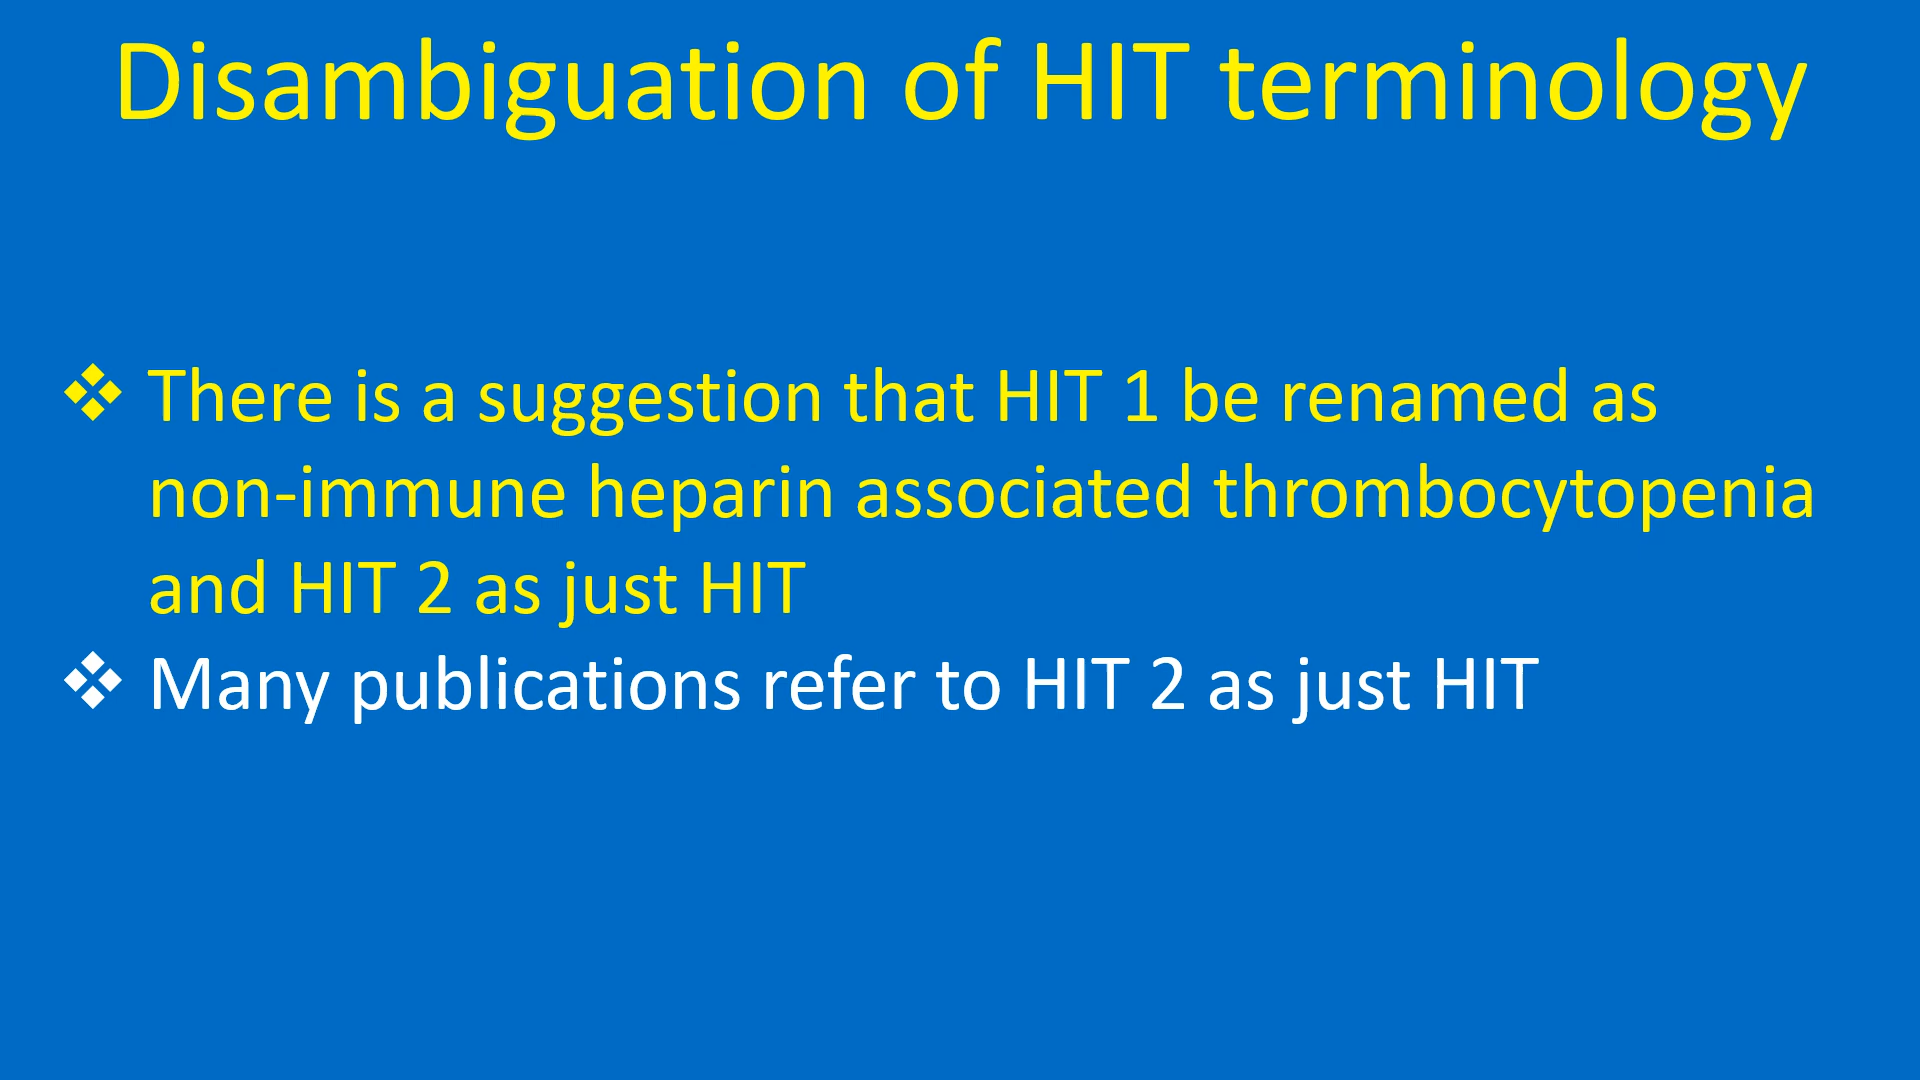 Disambiguation of HIT terminology
❖ There is a suggestion that HIT 1 be renamed as
non-immune heparin associated thrombocytopenia
and HIT 2 as just HIT
❖ Many publications refer to HIT 2 as just HIT